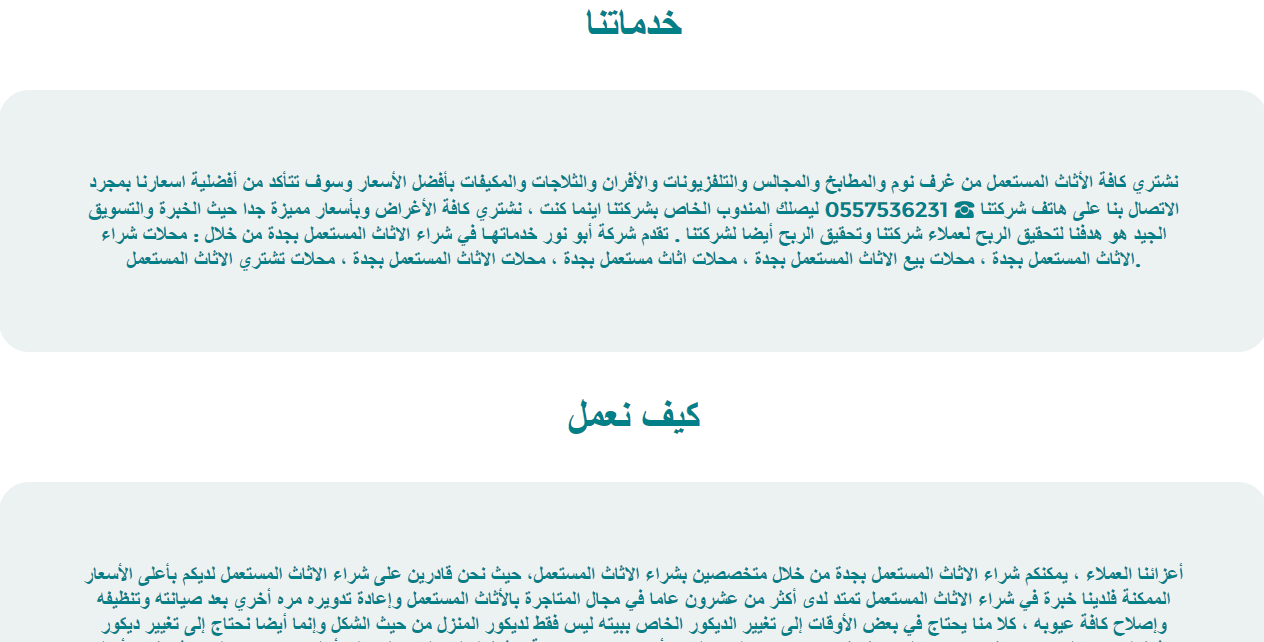 خدماتنا
نشتري كافة الأثاث المستعمل من غرف نوم والمطابخ والمجالس والتلفزيونات والأفران والثلاجات والمكيفات بأفضل الأسعار وسوف تتأكد من أفضلية اسعارنا بمجرد
الاتصال بنا على هاتف شركتنا ☎ 0557536231 ليصلك المندوب الخاص بشركتنا اينما كنت ، نشتري كافة الأغراض وبأسعار مميزة جدا حيث الخبرة والتسويق
الجيد هو هدفنا لتحقيق الربح لعملاء شركتنا وتحقيق الربح أيضا لشركتنا . تقدم شركة أبو نور خدماتها في شراء الاثاث المستعمل بجدة من خلال : محلات شراء
الاثاث المستعمل بجدة ، محلات بيع الاثاث المستعمل بجدة ، محلات اثاث مستعمل بجدة ، محلات الاثاث المستعمل بجدة ، محلات تشتري الاثاث المستعمل.
كيف نعمل
أعزائنا العملاء ، يمكنكم شراء الاثاث المستعمل بجدة من خلال متخصصين بشراء الاثاث المستعمل، حيث نحن قادرين على شراء الاثاث المستعمل لديكم بأعلى الأسعار
الممكنة فلدينا خبرة في شراء الاثاث المستعمل تمتد لدى أكثر من عشرون عاما في مجال المتاجرة بالأثاث المستعمل وإعادة تدويره مره أخري بعد صيانته وتنظيفه
وإصلاح كافة عيوبه ، كلا منا يحتاج في بعض الأوقات إلى تغيير الديكور الخاص ببيته ليس فقط لديكور المنزل من حيث الشكل وإنما أيضا نحتاج إلى تغيير ديكور